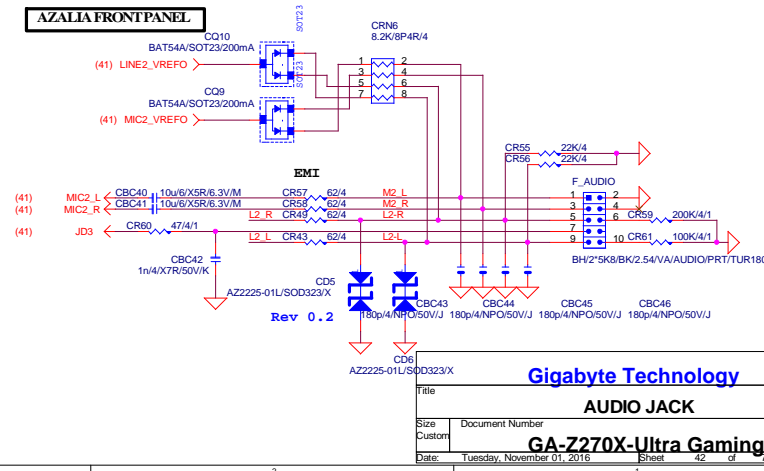 AZALIA FRONT PANEL
CQ10
BAT54A/SOT23/200mA
SOT23
SOT23
(41) LINE2_VREFO
CQ9
BAT54A/SOT23/200mA
(41) MIC2_VREFO
CRN6
8.2K/8P4R/4
1 2
3 4
5 6
7 8
CR55 22K/4
CR56 22K/4
EMI
F_AUDIO
(41) MIC2_L CBC40 10u/6/X5R/6.3V/M CR57 62/4 M2_L
(41) MIC2_R CBC41 10u/6/X5R/6.3V/M CR58 62/4 M2_R
L2_R CR49 62/4 L2-R
(41) JD3 CR60 47/4/1
L2_L CR43 62/4 L2-L
1 2
3 4
5 6 CR59 200K/4/1
7
9 10 CR61 100K/4/1
BH/2*5K8/BK/2.54/VA/AUDIO/PRT/TUR180
CBC42
1n/4/X7R/50V/K
CD5
AZ2225-01L/SOD323/X
Rev 0.2
CBC43 CBC44 CBC45 CBC46
180p/4/NPO/50V/J 180p/4/NPO/50V/J 180p/4/NPO/50V/J 180p/4/NPO/50V/J
CD6
AZ2225-01L/SOD323/X
Gigabyte Technology
Title
AUDIO JACK
Size Document Number
Custom
GA-Z270X-Ultra Gaming
Date: Tuesday, November 01, 2016 Sheet 42 of